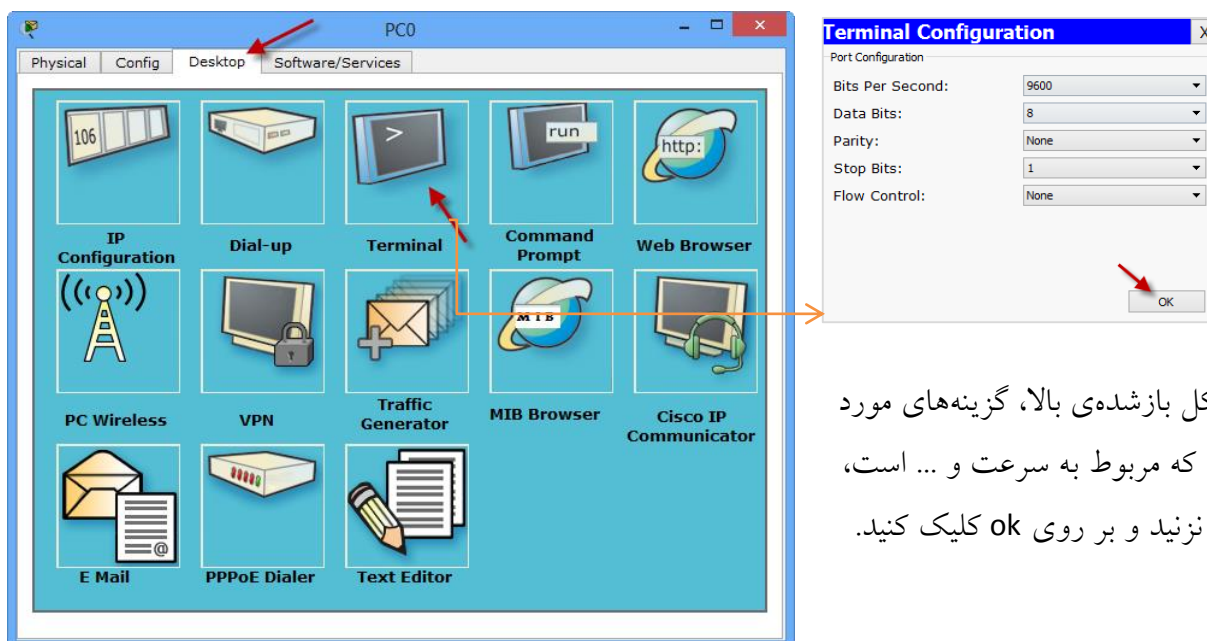 PC0
Physical Config Desktop Software/Services
106
>
run
http:
IP
Configuration
Dial-up
Terminal
Command
Prompt
Web Browser
MIB
PC Wireless
VPN
Traffic
Generator
MIB Browser
Cisco IP
Communicator
@
E Mail
PPPoE Dialer
Text Editor
Terminal Configuration X
Port Configuration
Bits Per Second: 9600
Data Bits: 8
Parity: None
Stop Bits: 1
Flow Control: None
OK
بازشده‌ی بالا، گزینه‌های مورد
که مربوط به سرعت و ... است،
نزنید و بر روی ok کلیک کنید.